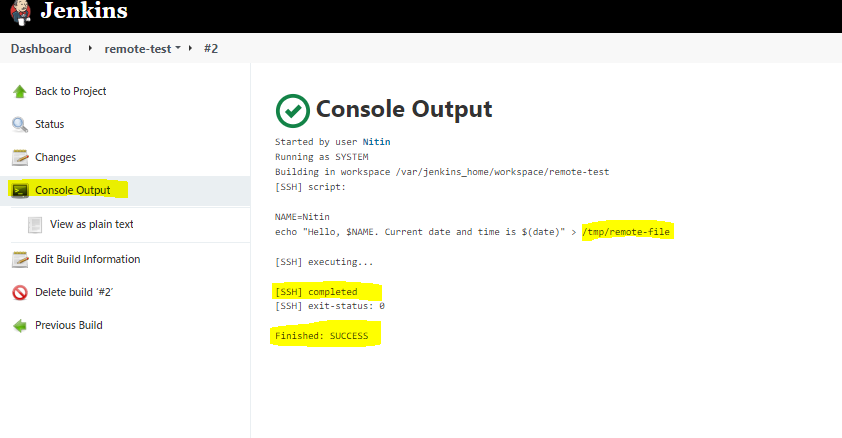 Jenkins
Dashboard
remote-test
#2
Back to Project
Status
Changes
Console Output
View as plain text
Edit Build Information
Delete build ‘#2’
Previous Build
Console Output
Started by user Nitin
Running as SYSTEM
Building in workspace /var/jenkins_home/workspace/remote-test
[SSH] script:
NAME=Nitin
echo "Hello, $NAME. Current date and time is $(date)" > /tmp/remote-file
[SSH] executing...
[SSH] completed
[SSH] exit-status: 0
Finished: SUCCESS